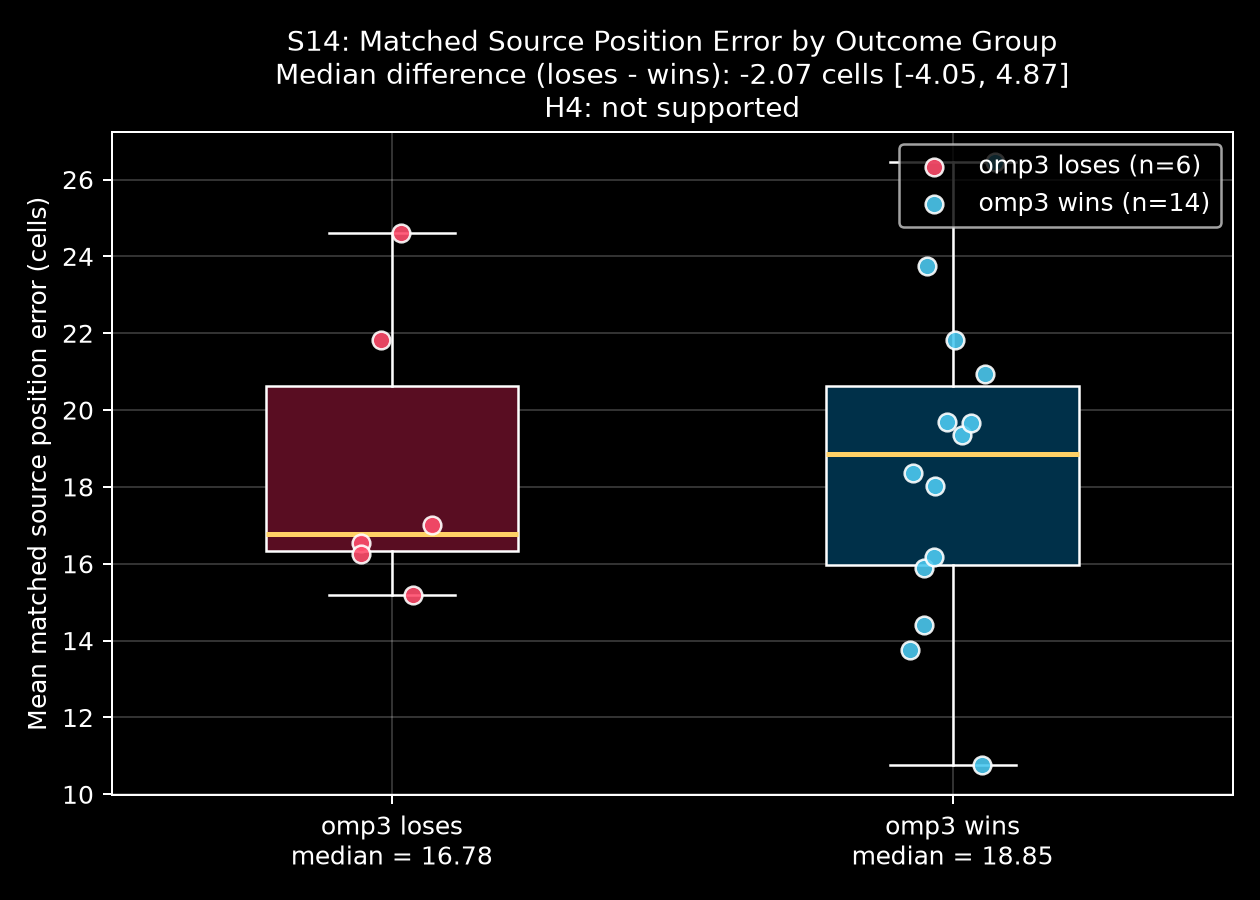 S14: Matched Source Position Error by Outcome Group
Median difference (loses - wins): -2.07 cells [-4.05, 4.87]
H4: not supported
Mean matched source position error (cells)
26
24
22
20
18
16
14
12
10
omp3 loses (n=6)
omp3 wins (n=14)
omp3 loses
median = 16.78
omp3 wins
median = 18.85